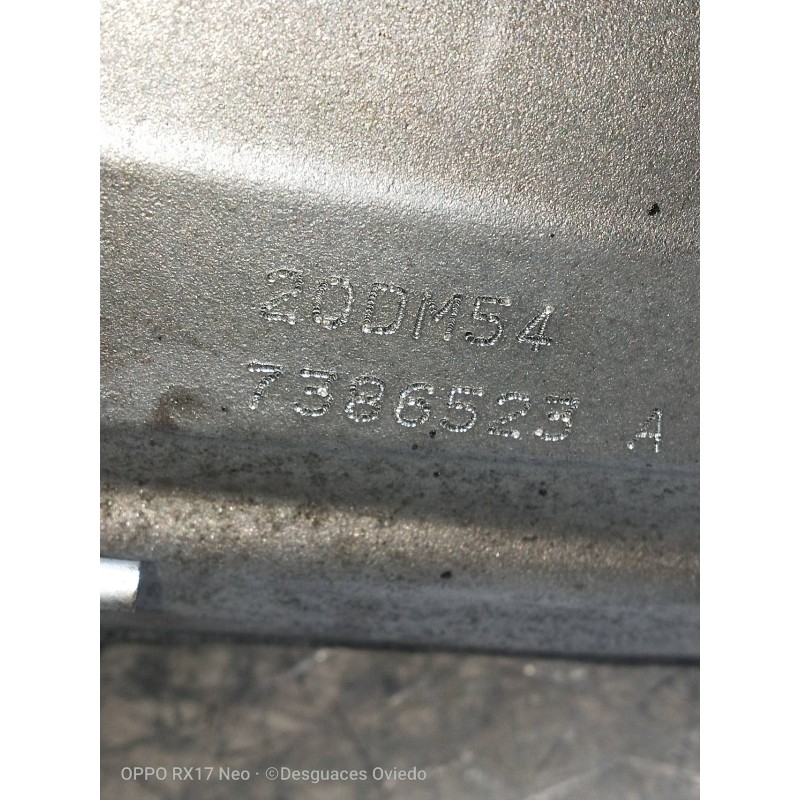 20DM54
7386523 A
OPPO RX17 Neo · ©Desguaces Oviedo